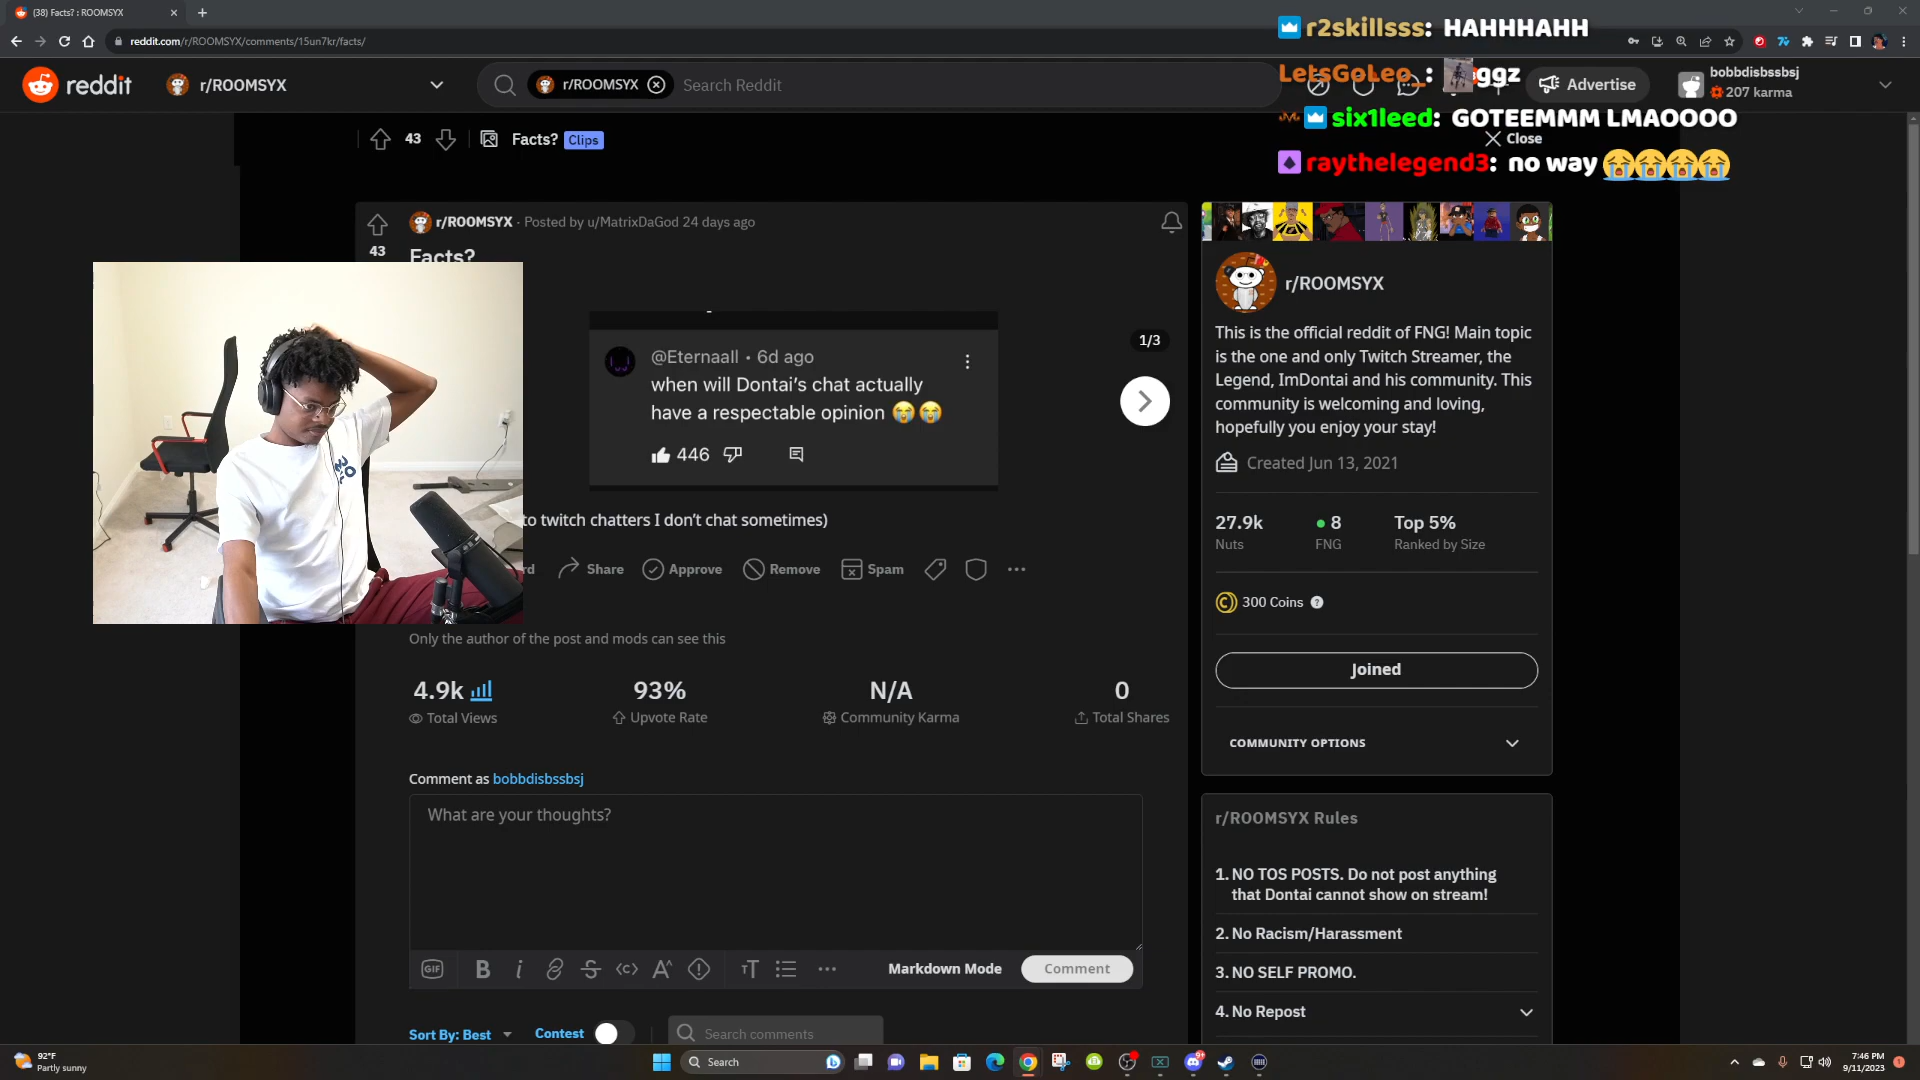 (38) Facts? : ROOMSYX
reddit.com/r/ROOMSYX/comments/15un7kr/facts/
r2skillsss: HAHHHAHH
LetsGoLeo_: ggz
six1leed: GOTEEMMM LMAOOOO
raythelegend3: no way 😭😭😭😭
reddit
r/ROOMSYX
r/ROOMSYX
Search Reddit
Advertise
bobbdisbssbsj
207 karma
43
Facts?
Clips
Close
r/ROOMSYX · Posted by u/MatrixDaGod 24 days ago
43
Facts?
1/3
@Eternaall • 6d ago
when will Dontai's chat actually
have a respectable opinion 😭😭
446
to twitch chatters I don't chat sometimes)
rd
Share
Approve
Remove
Spam
Only the author of the post and mods can see this
4.9k
Total Views
93%
Upvote Rate
N/A
Community Karma
0
Total Shares
Comment as bobbdisbssbsj
What are your thoughts?
GIF
Markdown Mode
Comment
Sort By: Best
Contest
Search comments
r/ROOMSYX
This is the official reddit of FNG! Main topic
is the one and only Twitch Streamer, the
Legend, ImDontai and his community. This
community is welcoming and loving,
hopefully you enjoy your stay!
Created Jun 13, 2021
27.9k
Nuts
8
FNG
Top 5%
Ranked by Size
300 Coins
Joined
COMMUNITY OPTIONS
r/ROOMSYX Rules
1. NO TOS POSTS. Do not post anything
that Dontai cannot show on stream!
2. No Racism/Harassment
3. NO SELF PROMO.
4. No Repost
92°F
Partly sunny
Search
7:46 PM
9/11/2023